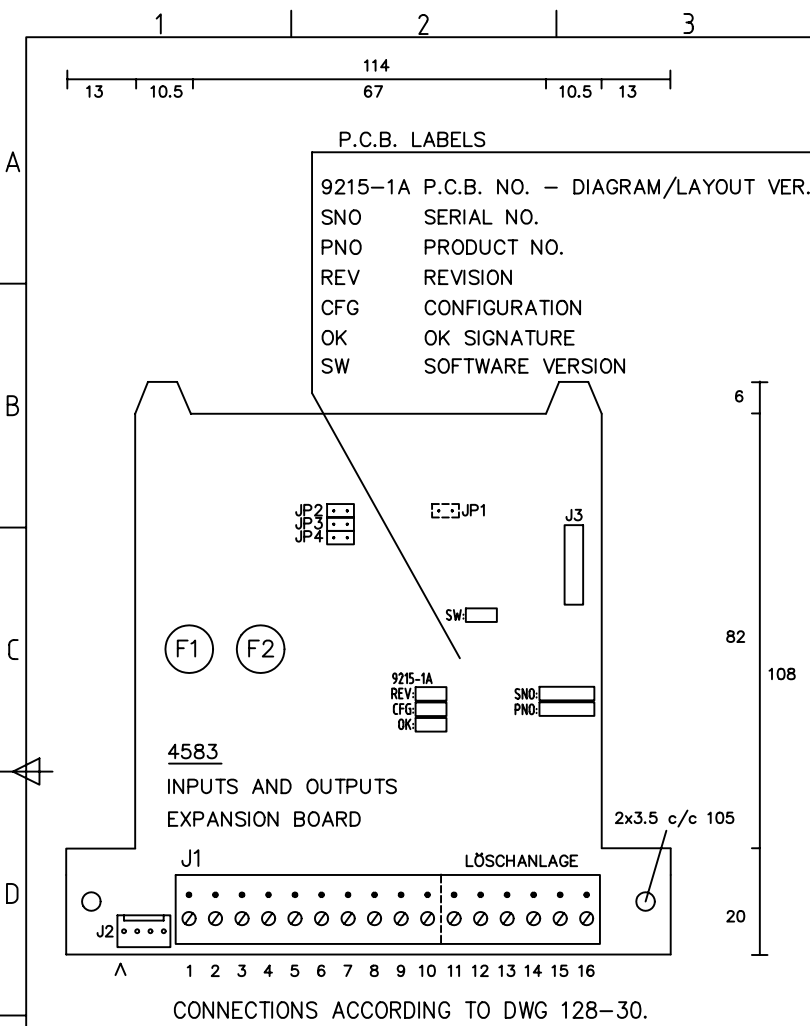 1 2 3
114
13 10.5 67 10.5 13
A
P.C.B. LABELS
9215-1A P.C.B. NO. - DIAGRAM/LAYOUT VER.
SNO SERIAL NO.
PNO PRODUCT NO.
REV REVISION
CFG CONFIGURATION
OK OK SIGNATURE
SW SOFTWARE VERSION
B
6
JP2
JP3
JP4
JP1
J3
SW:
C
F1 F2
82
108
9215-1A
REV:
CFG:
OK:
SNO:
PNO:
4583
INPUTS AND OUTPUTS
EXPANSION BOARD
2x3.5 c/c 105
J1
LÖSCHANLAGE
D
J2
20
1 2 3 4 5 6 7 8 9 10 11 12 13 14 15 16
CONNECTIONS ACCORDING TO DWG 128-30.